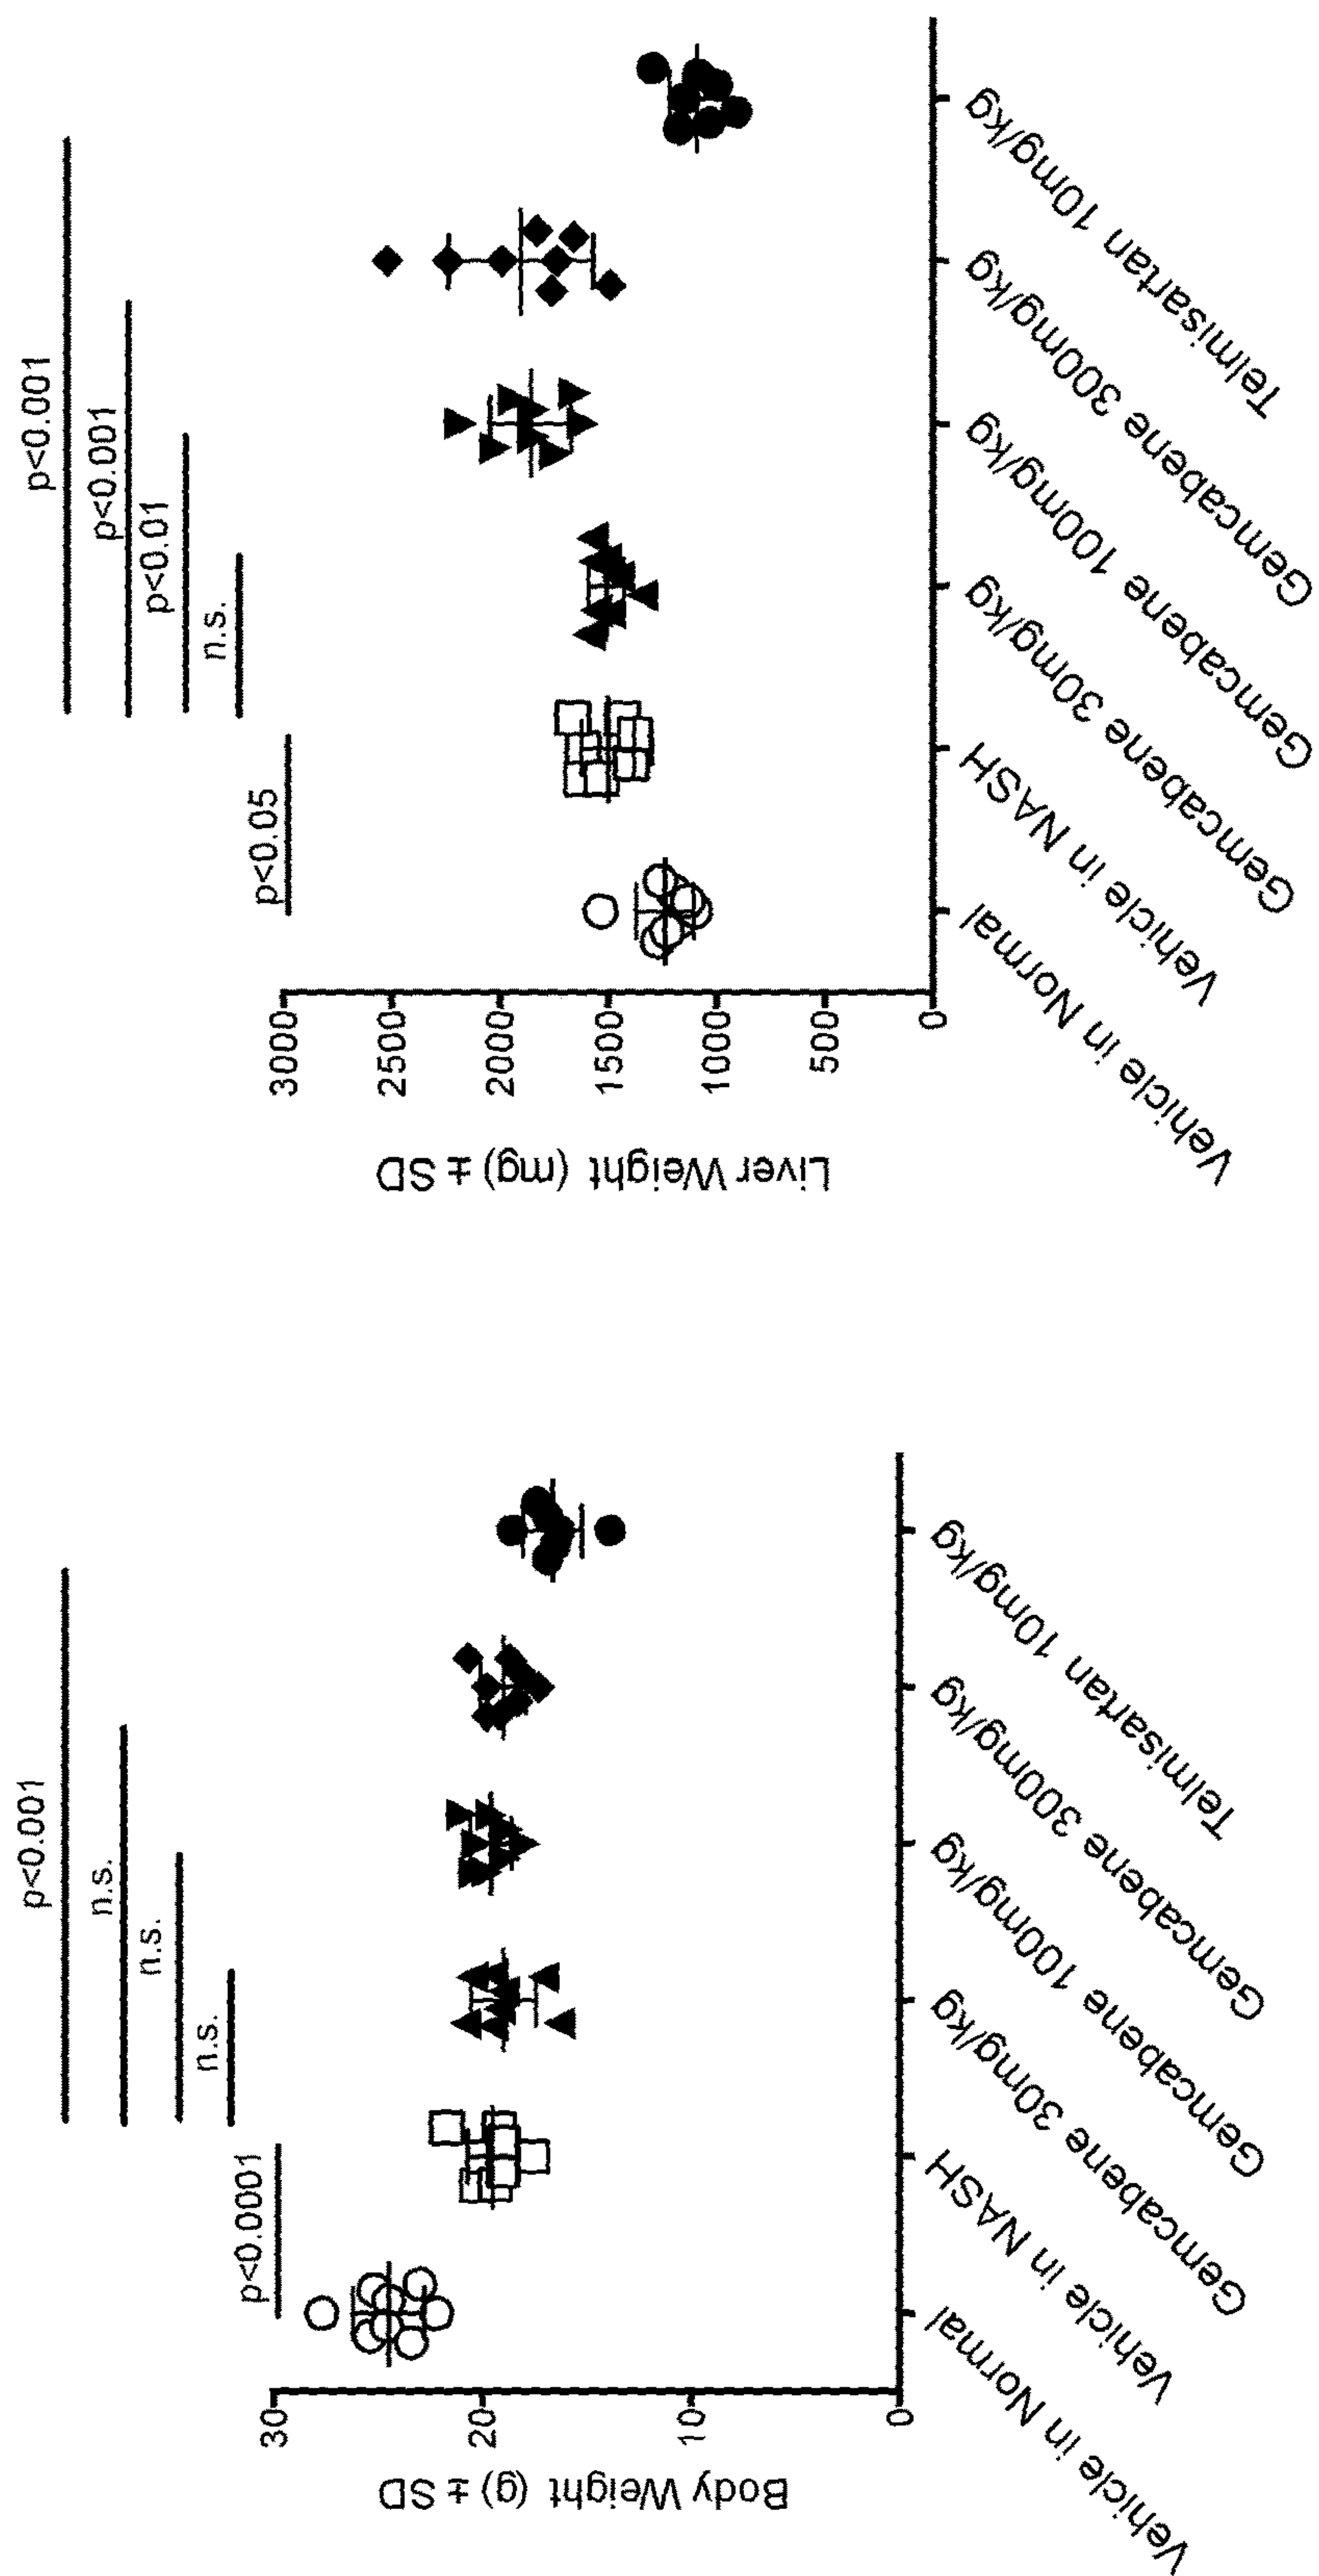 p<0.001
n.s.
n.s.
n.s.
p<0.0001
30
20
10
0
Body Weight (g) ± SD
Vehicle in Normal
Vehicle in NASH
Gemcabene 30mg/kg
Gemcabene 100mg/kg
Gemcabene 300mg/kg
Telmisartan 10mg/kg
p<0.001
p<0.001
p<0.01
n.s.
p<0.05
3000
2500
2000
1500
1000
500
0
Liver Weight (mg) ± SD
Vehicle in Normal
Vehicle in NASH
Gemcabene 30mg/kg
Gemcabene 100mg/kg
Gemcabene 300mg/kg
Telmisartan 10mg/kg